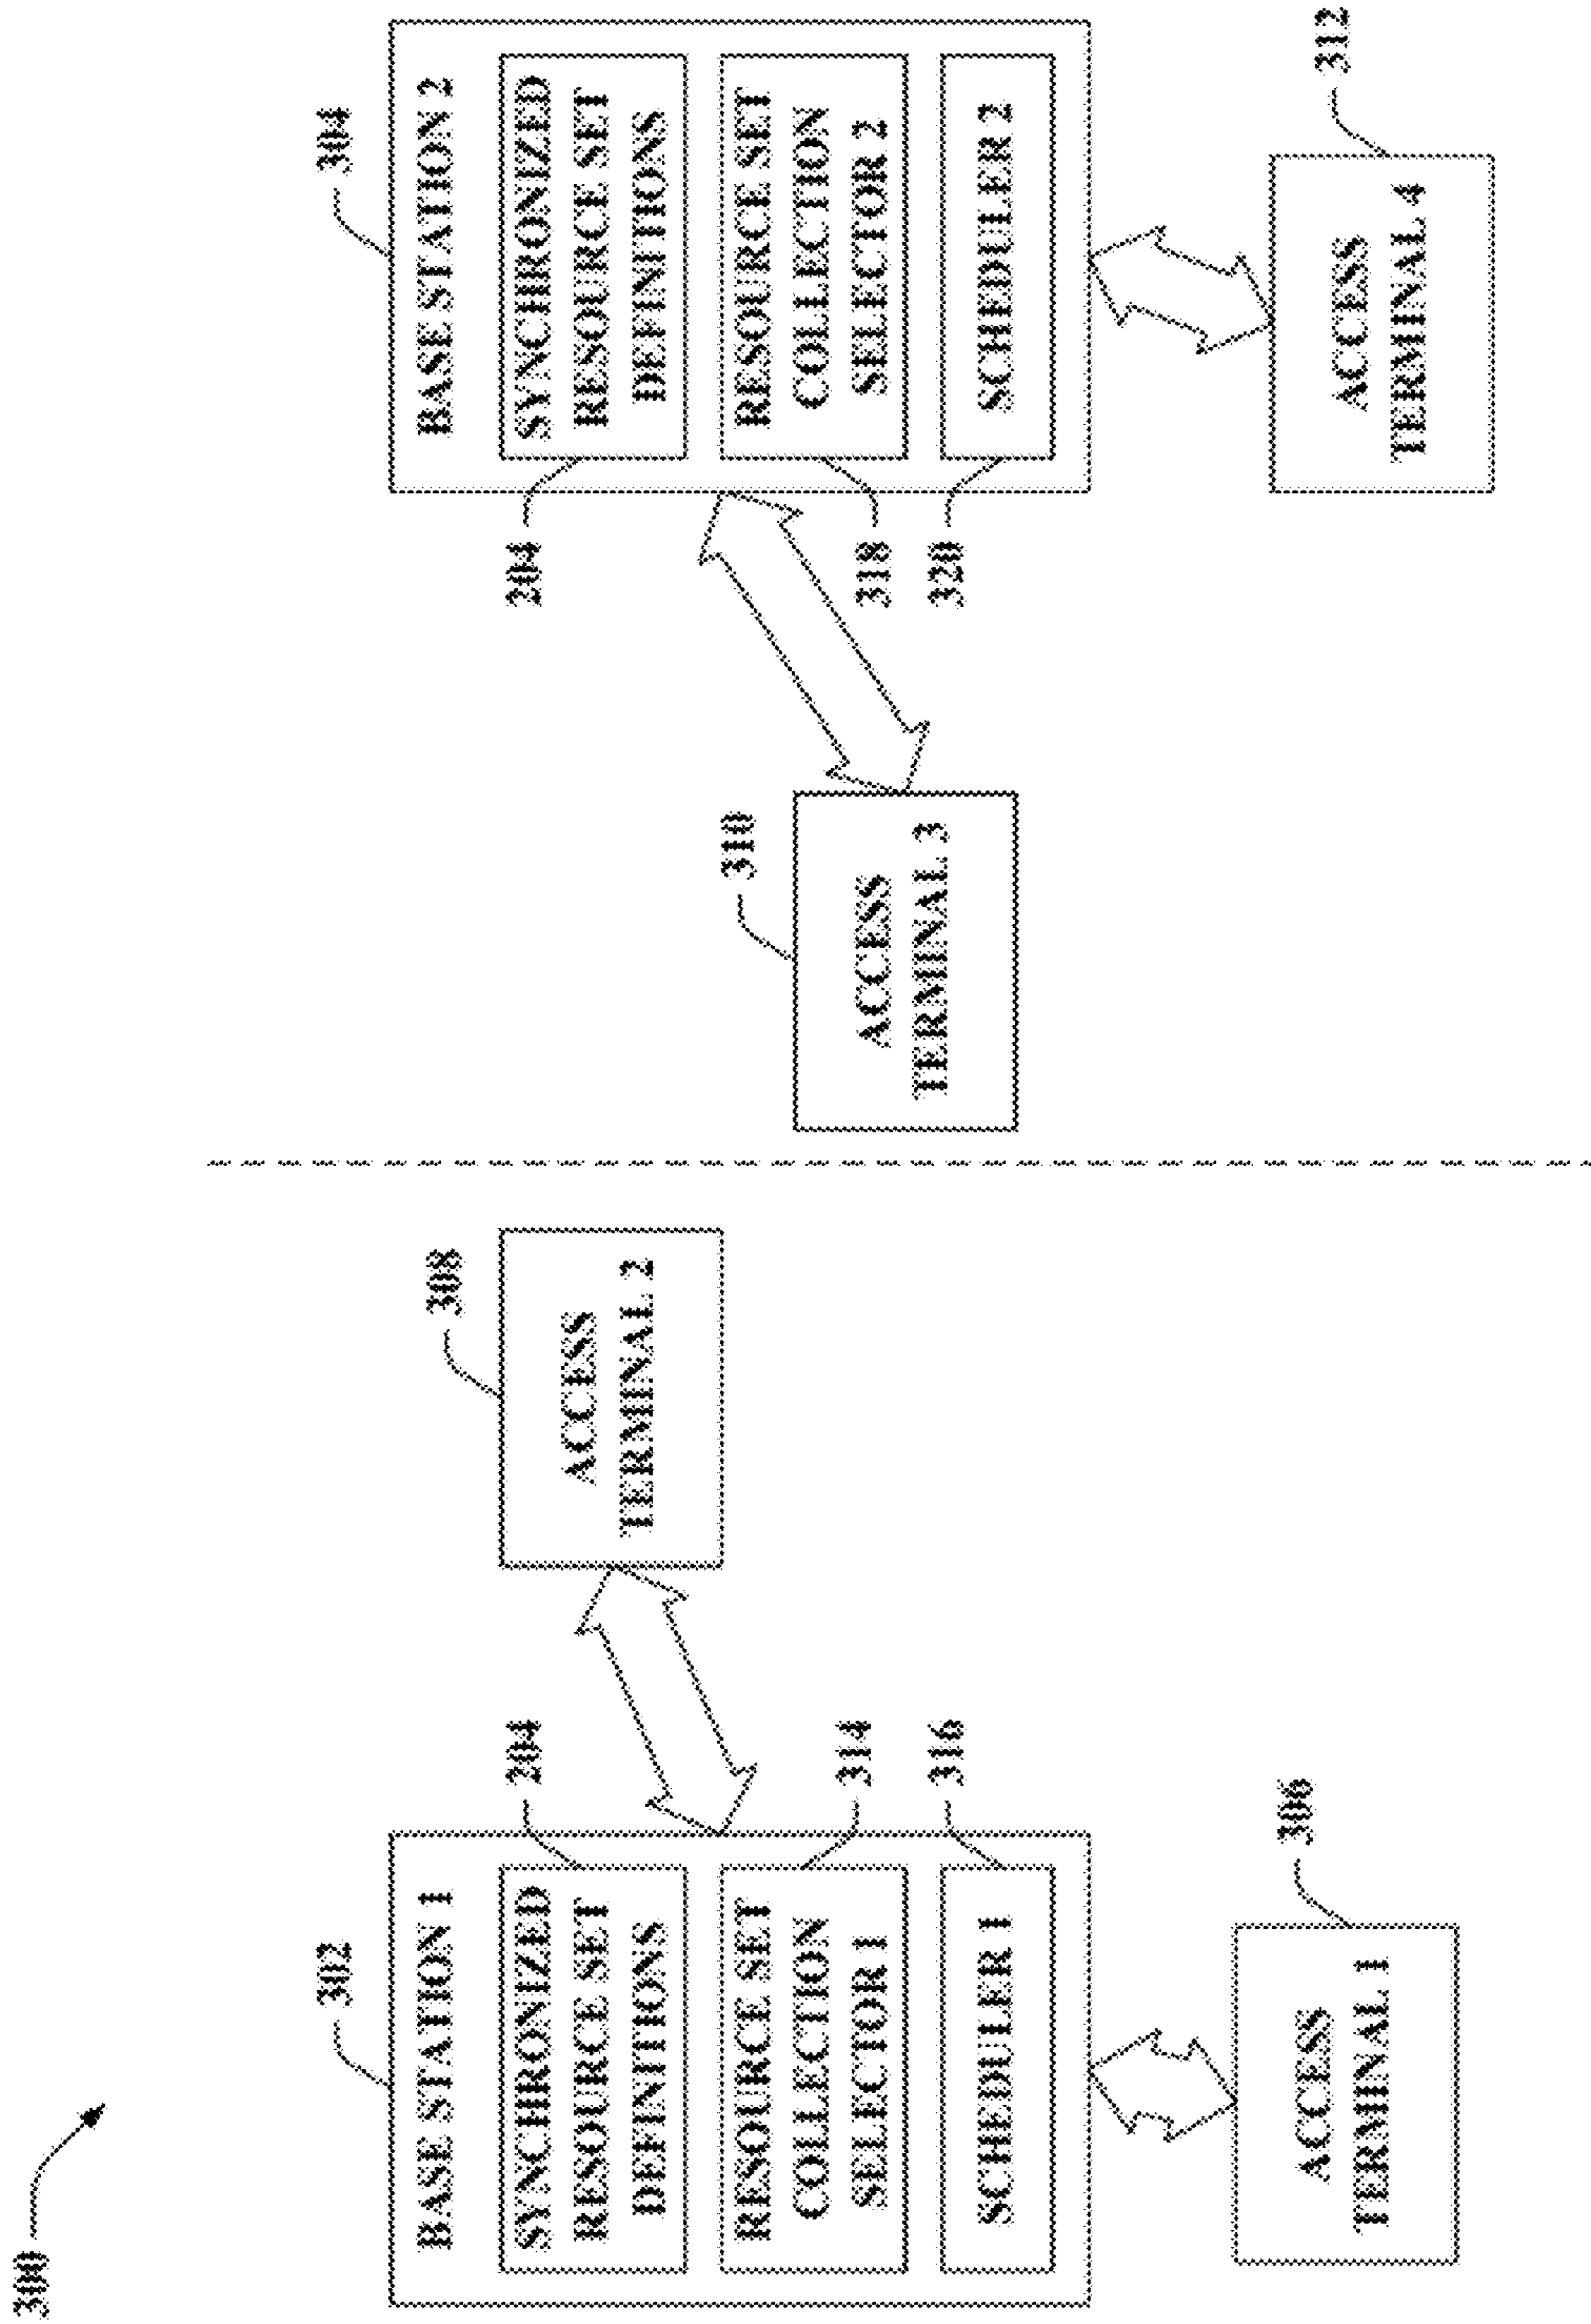 300
302
BASE STATION 1
204
SYNCHRONIZED
RESOURCE SET
DEFINITIONS
314
RESOURCE SET
COLLECTION
SELECTOR 1
316
SCHEDULER 1
306
ACCESS
TERMINAL 1
308
ACCESS
TERMINAL 2
310
ACCESS
TERMINAL 3
304
BASE STATION 2
204
SYNCHRONIZED
RESOURCE SET
DEFINITIONS
318
RESOURCE SET
COLLECTION
SELECTOR 2
320
SCHEDULER 2
312
ACCESS
TERMINAL 4